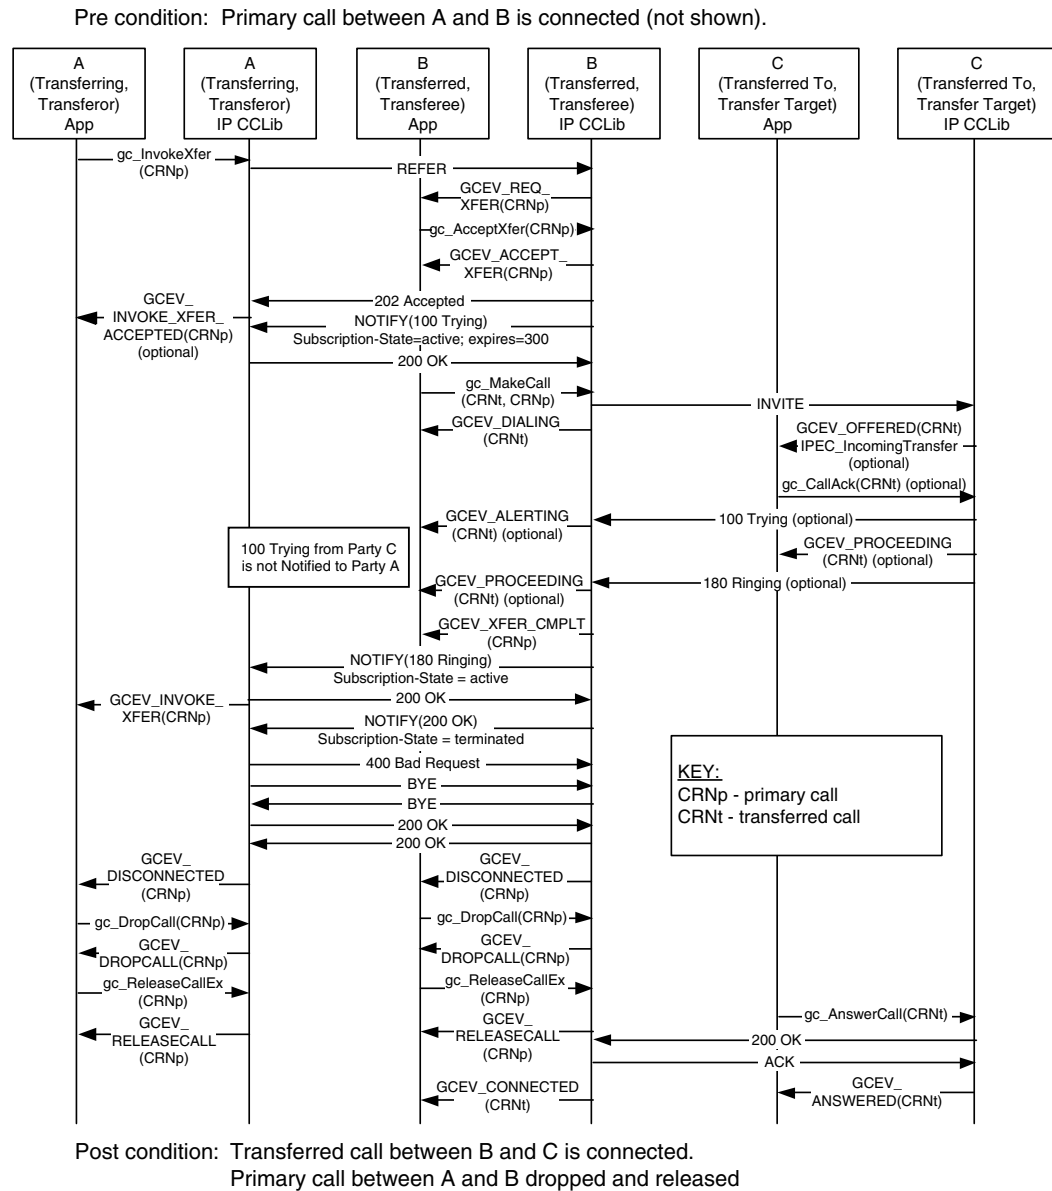 Pre condition: Primary call between A and B is connected (not shown).
A
(Transferring,
Transferor)
App
A
(Transferring,
Transferor)
IP CCLib
B
(Transferred,
Transferee)
App
B
(Transferred,
Transferee)
IP CCLib
C
(Transferred To,
Transfer Target)
App
C
(Transferred To,
Transfer Target)
IP CCLib
gc_InvokeXfer
(CRNp)
REFER
GCEV_REQ_
XFER(CRNp)
gc_AcceptXfer(CRNp)
GCEV_ACCEPT_
XFER(CRNp)
202 Accepted
GCEV_
INVOKE_XFER_
ACCEPTED(CRNp)
(optional)
NOTIFY(100 Trying)
Subscription-State=active; expires=300
200 OK
gc_MakeCall
(CRNt, CRNp)
INVITE
GCEV_DIALING
(CRNt)
GCEV_OFFERED(CRNt)
IPEC_IncomingTransfer
(optional)
gc_CallAck(CRNt) (optional)
GCEV_ALERTING
(CRNt) (optional)
100 Trying (optional)
100 Trying from Party C
is not Notified to Party A
GCEV_PROCEEDING
(CRNt) (optional)
GCEV_PROCEEDING
(CRNt) (optional)
180 Ringing (optional)
GCEV_XFER_CMPLT
(CRNp)
NOTIFY(180 Ringing)
Subscription-State = active
200 OK
GCEV_INVOKE_
XFER(CRNp)
NOTIFY(200 OK)
Subscription-State = terminated
400 Bad Request
BYE
BYE
200 OK
200 OK
KEY:
CRNp - primary call
CRNt - transferred call
GCEV_
DISCONNECTED
(CRNp)
GCEV_
DISCONNECTED
(CRNp)
gc_DropCall(CRNp)
gc_DropCall(CRNp)
GCEV_
DROPCALL(CRNp)
GCEV_
DROPCALL(CRNp)
gc_ReleaseCallEx
(CRNp)
gc_ReleaseCallEx
(CRNp)
GCEV_
RELEASECALL
(CRNp)
GCEV_
RELEASECALL
(CRNp)
gc_AnswerCall(CRNt)
200 OK
ACK
GCEV_CONNECTED
(CRNt)
GCEV_
ANSWERED(CRNt)
Post condition: Transferred call between B and C is connected.
Primary call between A and B dropped and released